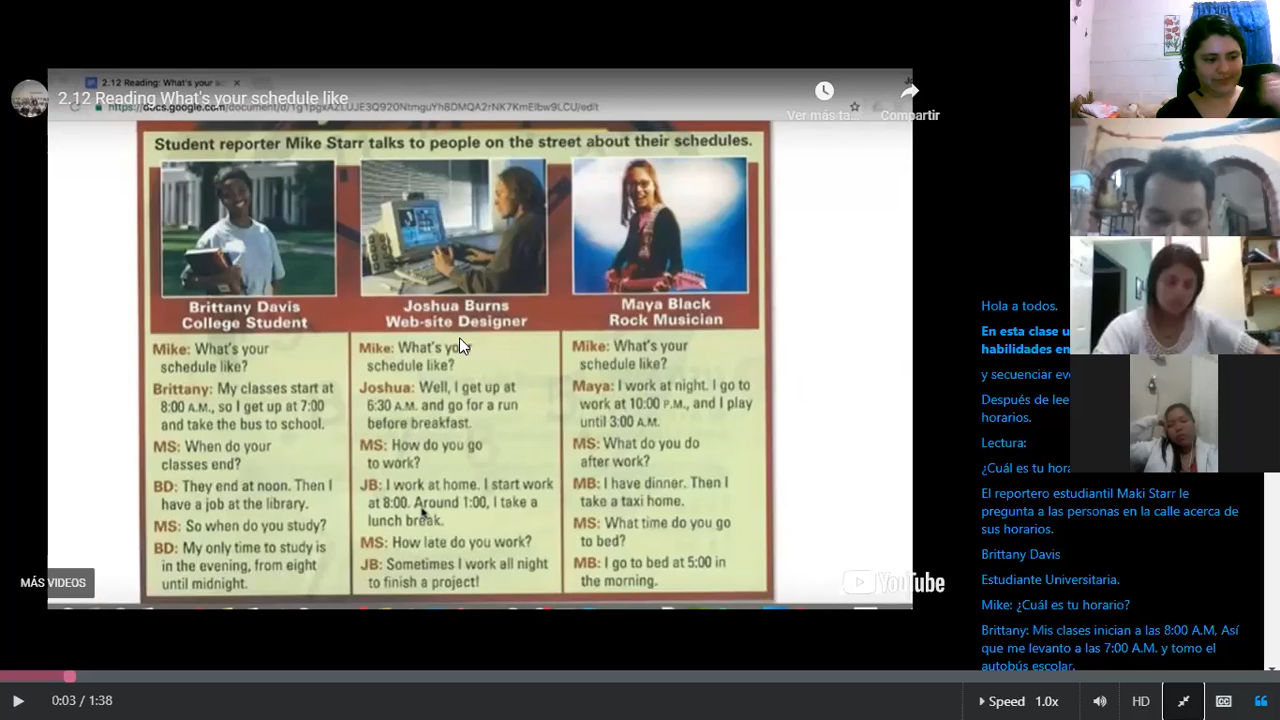 2.12 Reading: What's your sc
2.12 Reading What's your schedule like
Ver más ta...
Compartir
Student reporter Mike Starr talks to people on the street about their schedules.
Brittany Davis
College Student
Mike: What's your
schedule like?
Brittany: My classes start at
8:00 A.M., so I get up at 7:00
and take the bus to school.
MS: When do your
classes end?
BD: They end at noon. Then I
have a job at the library.
MS: So when do you study?
BD: My only time to study is
in the evening, from eight
until midnight.
Joshua Burns
Web-site Designer
Mike: What's yo
schedule like?
Joshua: Well, I get up at
6:30 A.M. and go for a run
before breakfast.
MS: How do you go
to work?
JB: I work at home. I start work
at 8:00. Around 1:00, I take a
lunch break.
MS: How late do you work?
JB: Sometimes I work all night
to finish a project!
Maya Black
Rock Musician
Mike: What's your
schedule like?
Maya: I work at night. I go to
work at 10:00 P.M., and I play
until 3:00 A.M.
MS: What do you do
after work?
MB: I have dinner. Then I
take a taxi home.
MS: What time do you go
to bed?
MB: I go to bed at 5:00 in
the morning.
MÁS VIDEOS
YouTube
Hola a todos.
En esta clase u
habilidades en
y secuenciar eve
Después de lee
horarios.
Lectura:
¿Cuál es tu hora
El reportero estudiantil Maki Starr le
pregunta a las personas en la calle acerca de
sus horarios.
Brittany Davis
Estudiante Universitaria.
Mike: ¿Cuál es tu horario?
Brittany: Mis clases inician a las 8:00 A.M, Así
que me levanto a las 7:00 A.M. y tomo el
autobús escolar.
0:03 / 1:38
Speed 1.0x
HD
CC